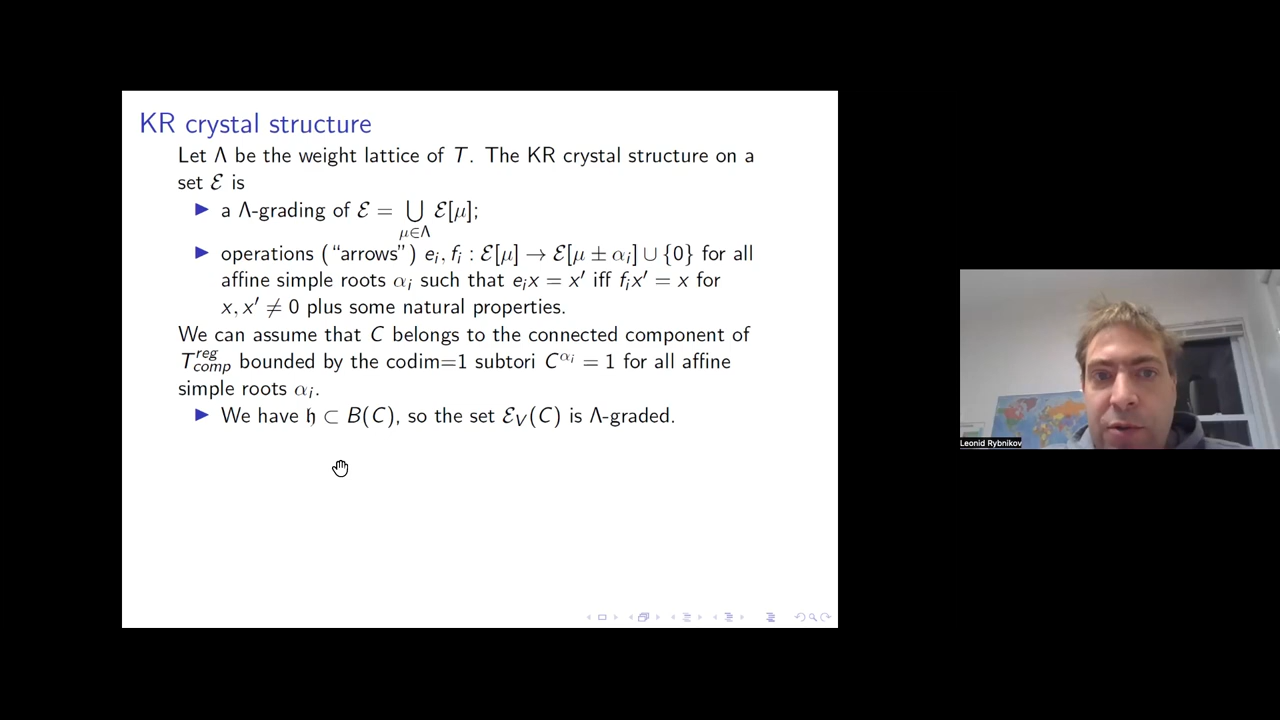 KR crystal structure
Let Λ be the weight lattice of T. The KR crystal structure on a
set ℰ is
▶ a Λ-grading of ℰ = ⋃_{μ∈Λ} ℰ[μ];
▶ operations (“arrows”) e_i, f_i : ℰ[μ] → ℰ[μ ± α_i] ∪ {0} for all
affine simple roots α_i such that e_i x = x′ iff f_i x′ = x for
x, x′ ≠ 0 plus some natural properties.
We can assume that C belongs to the connected component of
T_{comp}^{reg} bounded by the codim=1 subtori C^{α_i} = 1 for all affine
simple roots α_i.
▶ We have 𝔥 ⊂ B(C), so the set ℰ_V(C) is Λ-graded.
Leonid Rybnikov